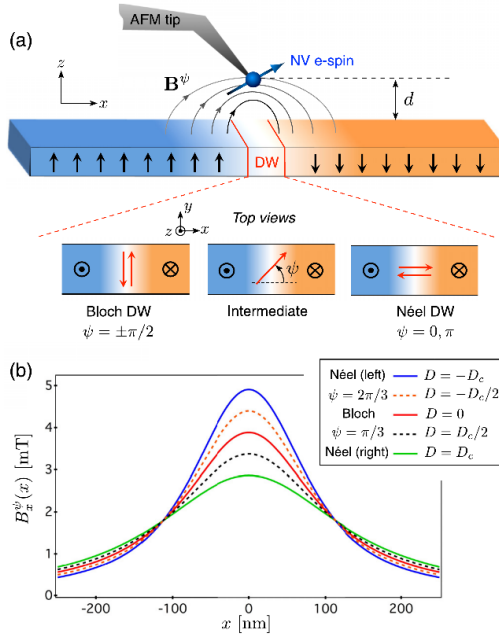 (a)
AFM tip
NV e-spin
B^ψ
z
x
d
DW
y
z x
Top views
ψ
Bloch DW
ψ = ±π/2
Intermediate
Néel DW
ψ = 0, π
(b)
Néel (left) D = −D_c
ψ = 2π/3 D = −D_c/2
Bloch D = 0
ψ = π/3 D = D_c/2
Néel (right) D = D_c
B_x^ψ(x) [mT]
5
4
3
2
1
0
-200 -100 0 100 200
x [nm]